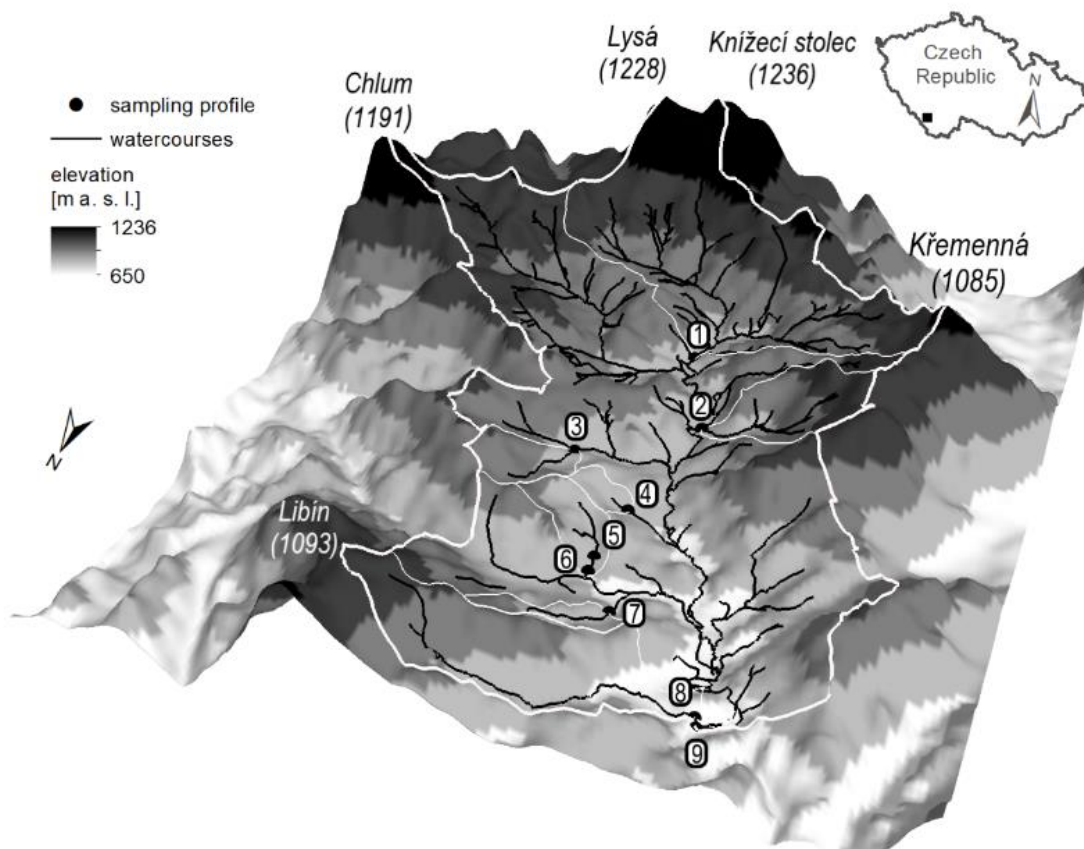 Lysá
(1228)
Knížecí stolec
(1236)
Czech
Republic
N
Chlum
(1191)
sampling profile
watercourses
elevation
[m a. s. l.]
1236
650
Křemenná
(1085)
1
2
3
N
4
Libín
(1093)
5
6
7
8
9